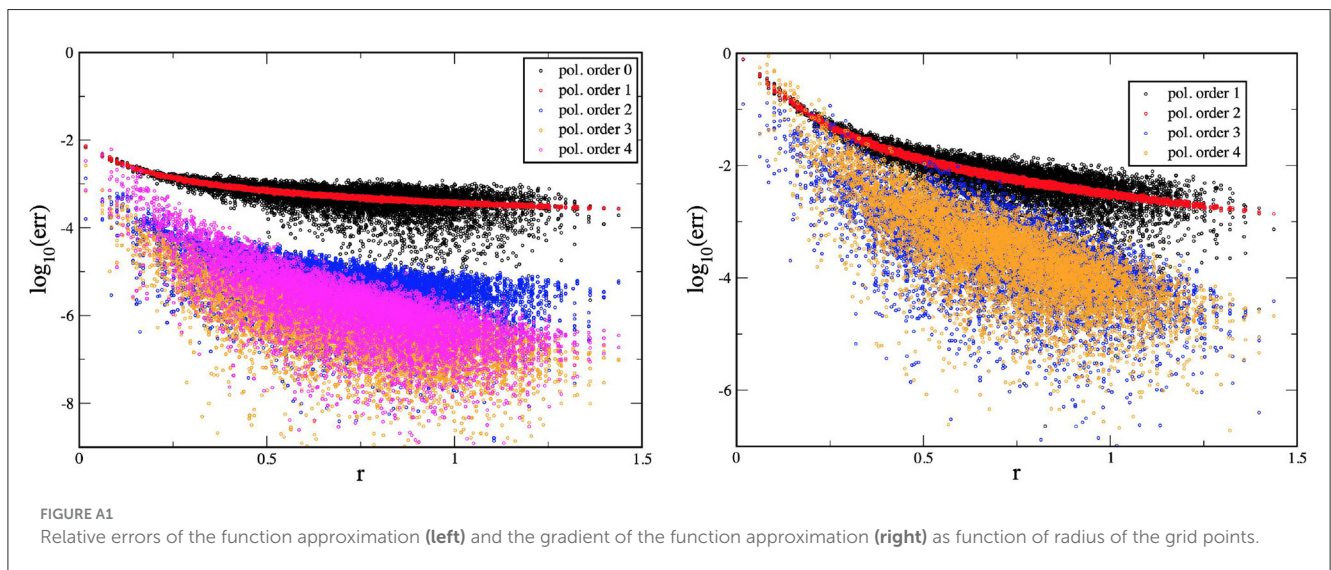 0
-2
-4
-6
-8
log10(err)
0
0.5
1
1.5
r
pol. order 0
pol. order 1
pol. order 2
pol. order 3
pol. order 4
0
-2
-4
-6
log10(err)
0
0.5
1
1.5
r
pol. order 1
pol. order 2
pol. order 3
pol. order 4
FIGURE A1
Relative errors of the function approximation (left) and the gradient of the function approximation (right) as function of radius of the grid points.